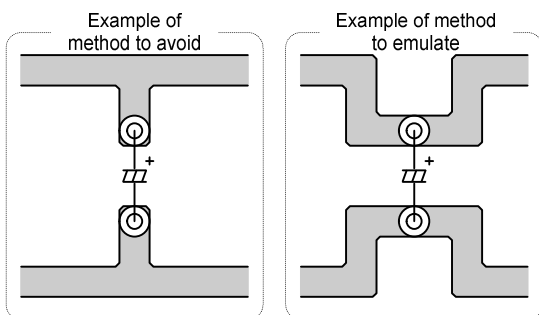 Example of
method to avoid
Example of method
to emulate
+
+